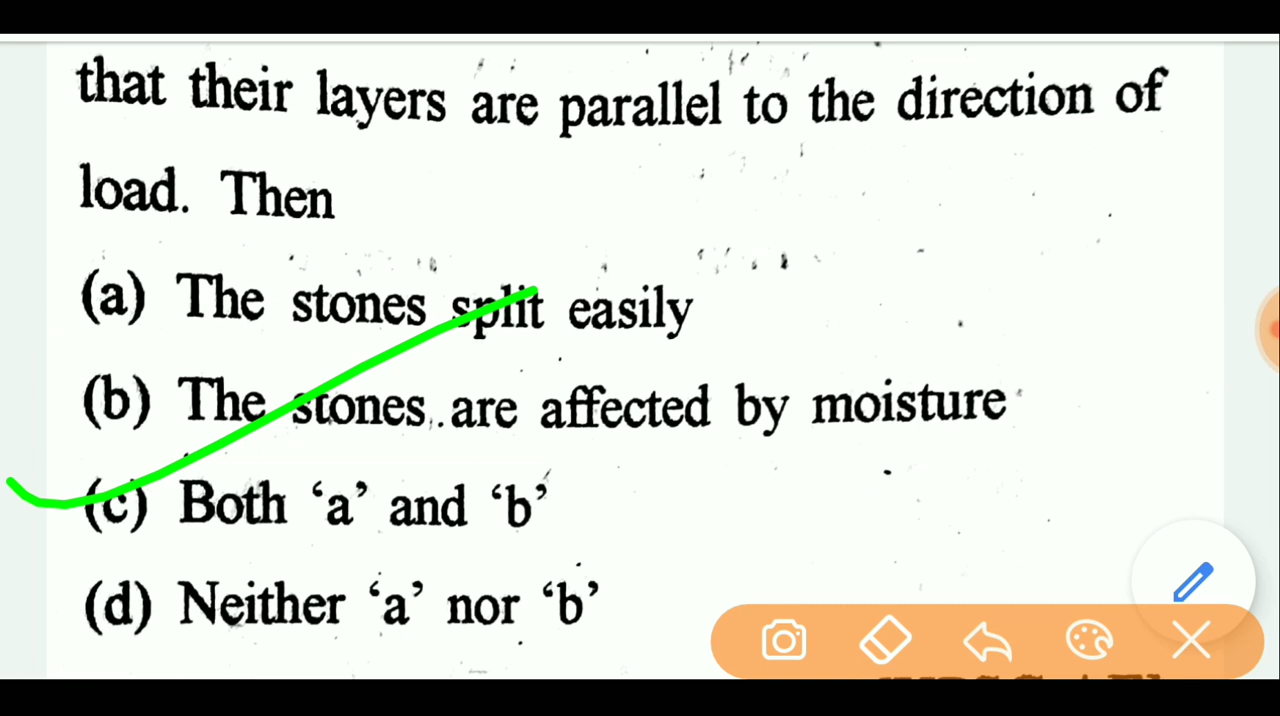 that their layers are parallel to the direction of
load. Then
(a) The stones split easily
(b) The stones are affected by moisture
(c) Both ‘a’ and ‘b’
(d) Neither ‘a’ nor ‘b’